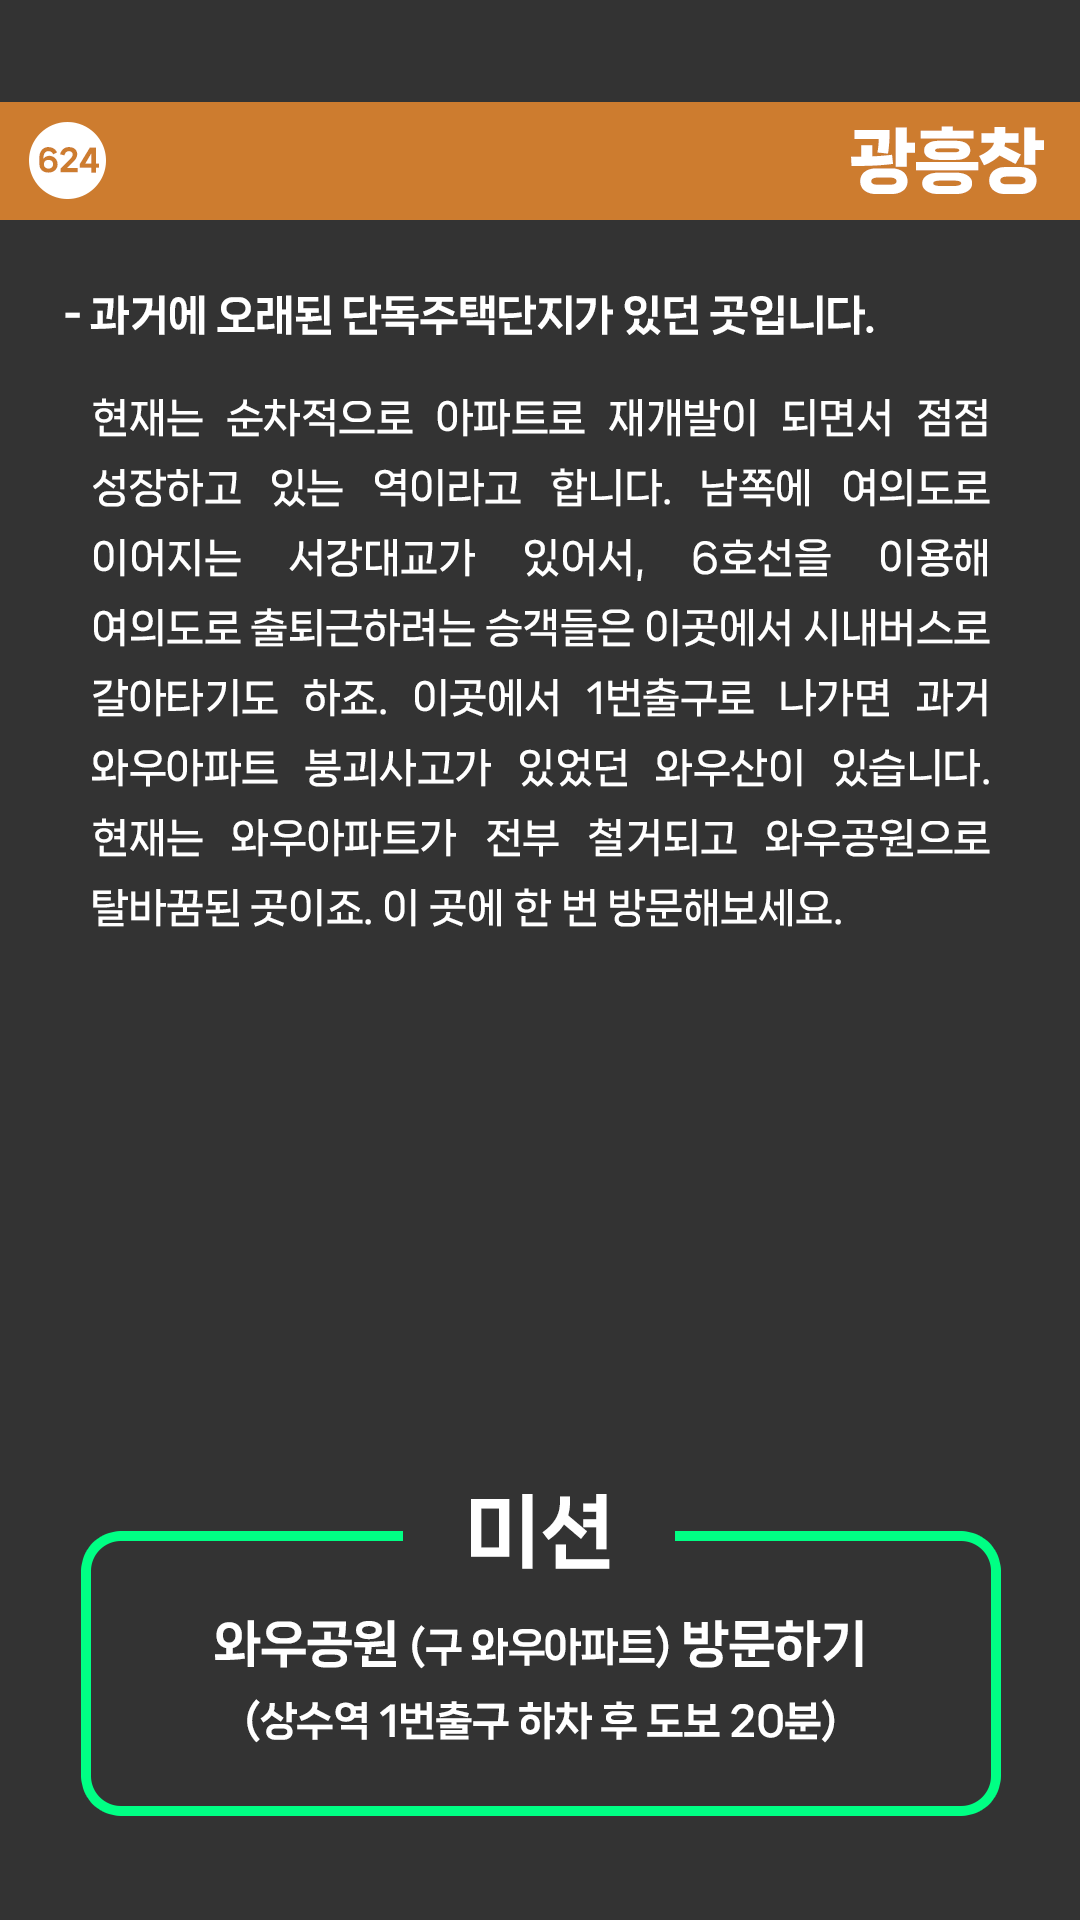 624
광흥창
- 과거에 오래된 단독주택단지가 있던 곳입니다.
현재는 순차적으로 아파트로 재개발이 되면서 점점
성장하고 있는 역이라고 합니다. 남쪽에 여의도로
이어지는 서강대교가 있어서, 6호선을 이용해
여의도로 출퇴근하려는 승객들은 이곳에서 시내버스로
갈아타기도 하죠. 이곳에서 1번출구로 나가면 과거
와우아파트 붕괴사고가 있었던 와우산이 있습니다.
현재는 와우아파트가 전부 철거되고 와우공원으로
탈바꿈된 곳이죠. 이 곳에 한 번 방문해보세요.
미션
와우공원 (구 와우아파트) 방문하기
(상수역 1번출구 하차 후 도보 20분)